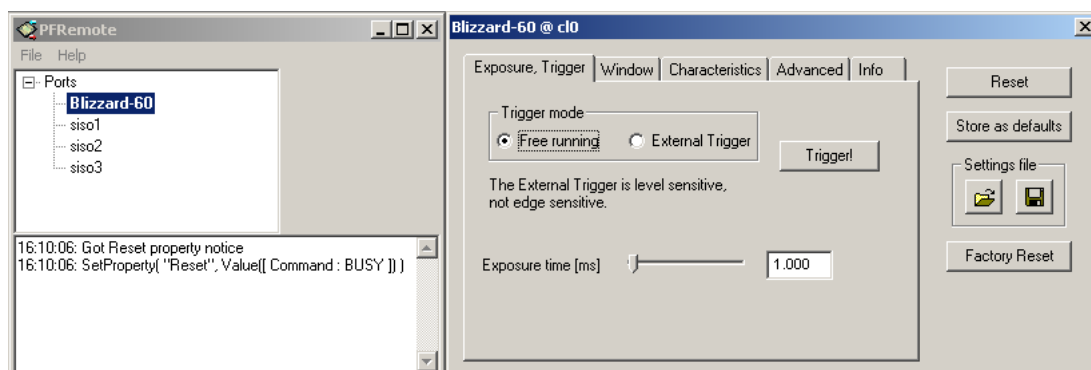 PFRemote
File Help
Ports
Blizzard-60
siso1
siso2
siso3
16:10:06: Got Reset property notice
16:10:06: SetProperty( "Reset", Value([ Command : BUSY ]) )
Blizzard-60 @ cl0
Exposure, Trigger Window Characteristics Advanced Info
Trigger mode
Free running External Trigger
Trigger!
The External Trigger is level sensitive,
not edge sensitive.
Exposure time [ms] 1.000
Reset
Store as defaults
Settings file
Factory Reset